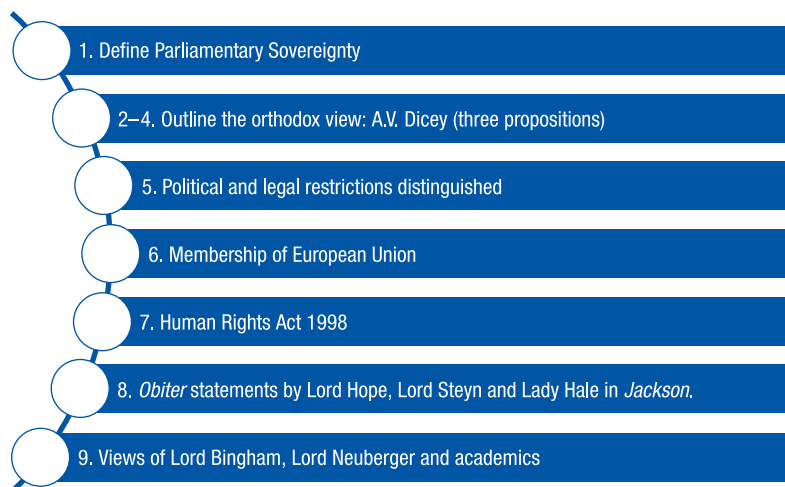 1. Define Parliamentary Sovereignty
2–4. Outline the orthodox view: A.V. Dicey (three propositions)
5. Political and legal restrictions distinguished
6. Membership of European Union
7. Human Rights Act 1998
8. Obiter statements by Lord Hope, Lord Steyn and Lady Hale in Jackson.
9. Views of Lord Bingham, Lord Neuberger and academics